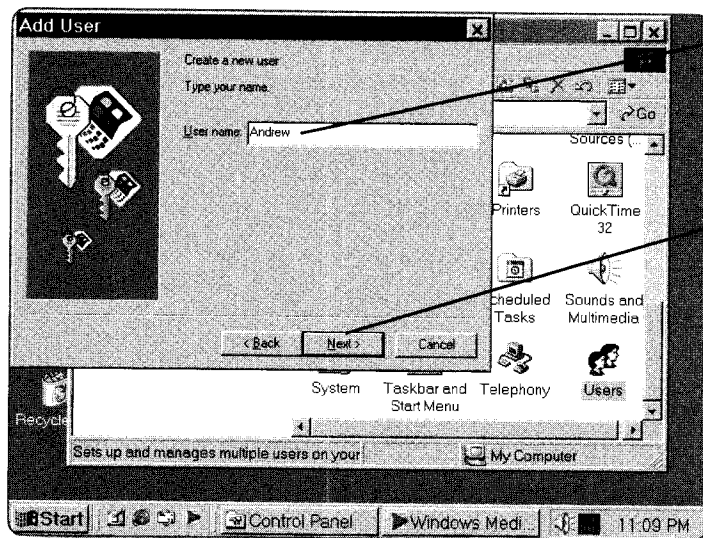 Add User
Create a new user
Type your name.
User name: Andrew
< Back
Next >
Cancel
Go
Sources (...
Printers
QuickTime
32
Scheduled
Tasks
Sounds and
Multimedia
System
Taskbar and
Start Menu
Telephony
Users
Recycle
Sets up and manages multiple users on your
My Computer
Start
Control Panel
Windows Medi...
11:09 PM